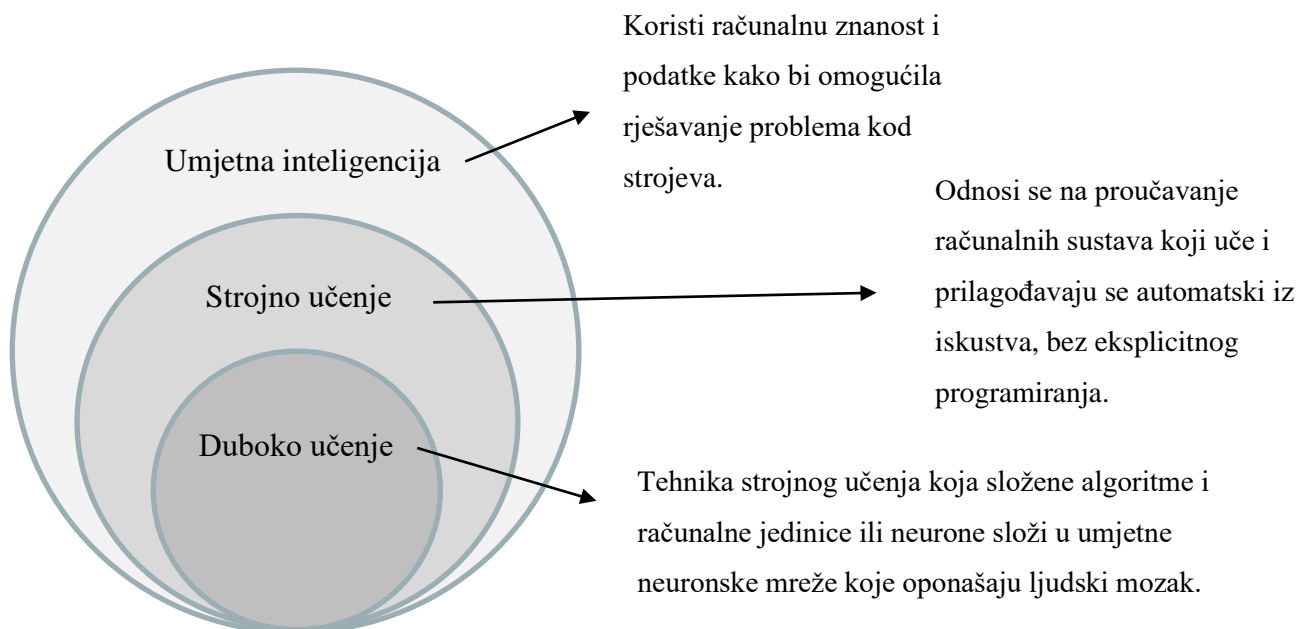 Koristi računalnu znanost i
podatke kako bi omogućila
rješavanje problema kod
strojeva.
Umjetna inteligencija
Odnosi se na proučavanje
računalnih sustava koji uče i
prilagođavaju se automatski iz
iskustva, bez eksplicitnog
programiranja.
Strojno učenje
Duboko učenje
Tehnika strojnog učenja koja složene algoritme i
računalne jedinice ili neurone složi u umjetne
neuronske mreže koje oponašaju ljudski mozak.